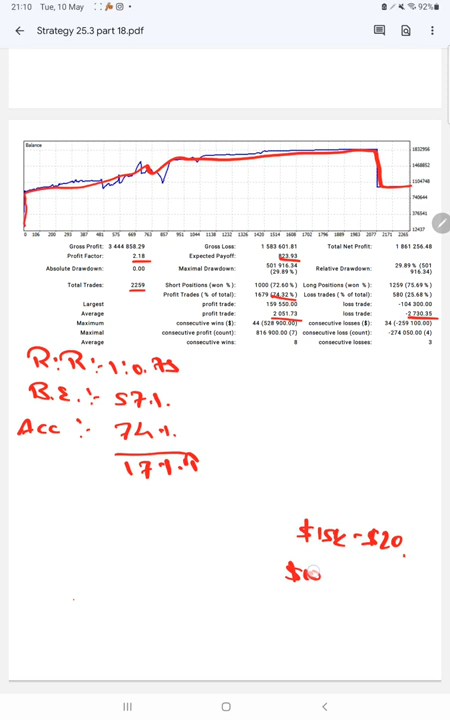 21:10 Tue, 10 May 92%
Strategy 25.3 part 18.pdf
Balance
1832956
1468852
1104748
740644
376541
12437
0 106 200 293 387 481 575 669 763 857 951 1044 1138 1232 1326 1420 1514 1608 1702 1796 1889 1983 2077 2171 2265
Gross Profit: 3 444 858.29 Gross Loss: 1 583 601.81 Total Net Profit: 1 861 256.48
Profit Factor: 2.18 Expected Payoff: 823.93
Absolute Drawdown: 0.00 Maximal Drawdown: 501 916.34 (29.89 %) Relative Drawdown: 29.89 % (501 916.34)
Total Trades: 2259 Short Positions (won %): 1000 (72.60 %) Long Positions (won %): 1259 (75.69 %)
Profit Trades (% of total): 1679 (74.32 %) Loss trades (% of total): 580 (25.68 %)
Largest profit trade: 159 550.00 loss trade: -104 300.00
Average profit trade: 2 051.73 loss trade: -2 730.35
Maximum consecutive wins ($): 44 (528 900.00) consecutive losses ($): 34 (-259 100.00)
Maximal consecutive profit (count): 816 900.00 (7) consecutive loss (count): -274 050.00 (4)
Average consecutive wins: 8 consecutive losses: 3
R:R:- 1:0.75
B.E. :- 57%.
Acc :- 74%.
17%.
$15k - $20.
$10